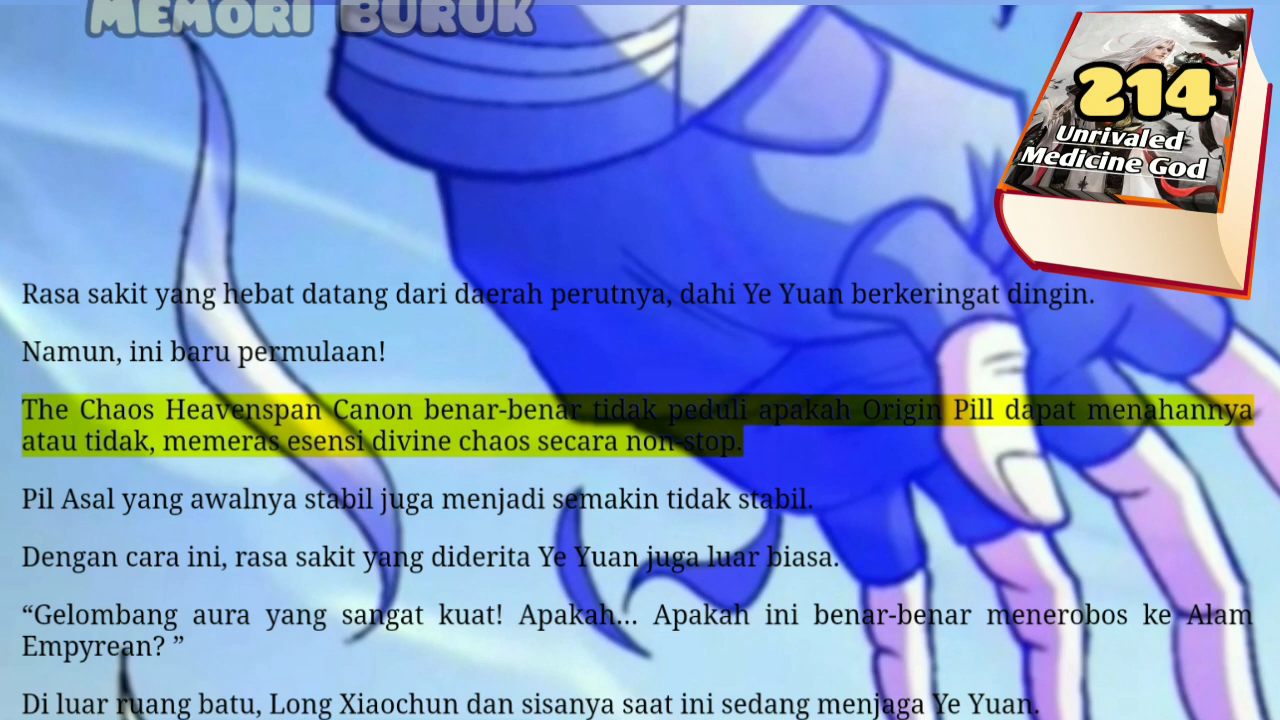 MEMORI BURUK
214
Unrivaled
Medicine God
Rasa sakit yang hebat datang dari daerah perutnya, dahi Ye Yuan berkeringat dingin.
Namun, ini baru permulaan!
The Chaos Heavenspan Canon benar-benar tidak peduli apakah Origin Pill dapat menahannya
atau tidak, memeras esensi divine chaos secara non-stop.
Pil Asal yang awalnya stabil juga menjadi semakin tidak stabil.
Dengan cara ini, rasa sakit yang diderita Ye Yuan juga luar biasa.
“Gelombang aura yang sangat kuat! Apakah... Apakah ini benar-benar menerobos ke Alam
Empyrean? ”
Di luar ruang batu, Long Xiaochun dan sisanya saat ini sedang menjaga Ye Yuan.